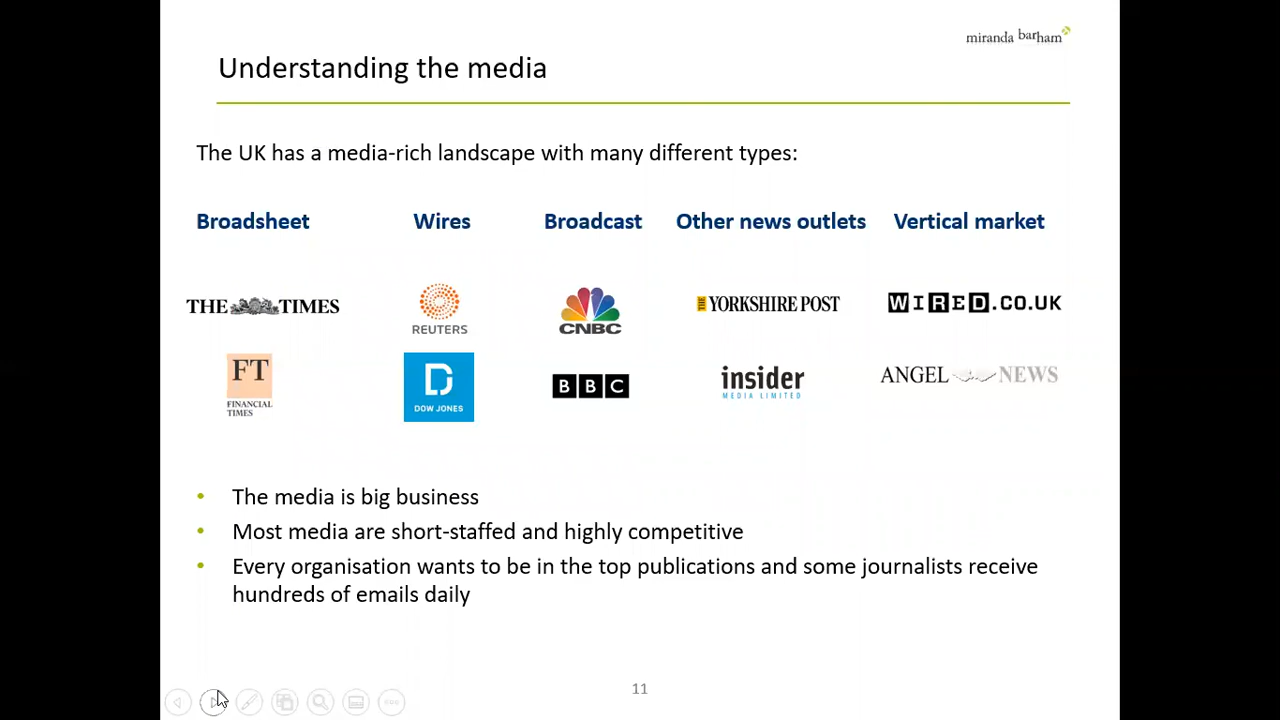 miranda barham
Understanding the media
The UK has a media-rich landscape with many different types:
Broadsheet Wires Broadcast Other news outlets Vertical market
THE TIMES REUTERS CNBC THE YORKSHIRE POST WIRED.CO.UK
FT FINANCIAL TIMES DOW JONES BBC insider MEDIA LIMITED ANGEL NEWS
• The media is big business
• Most media are short-staffed and highly competitive
• Every organisation wants to be in the top publications and some journalists receive
hundreds of emails daily
11